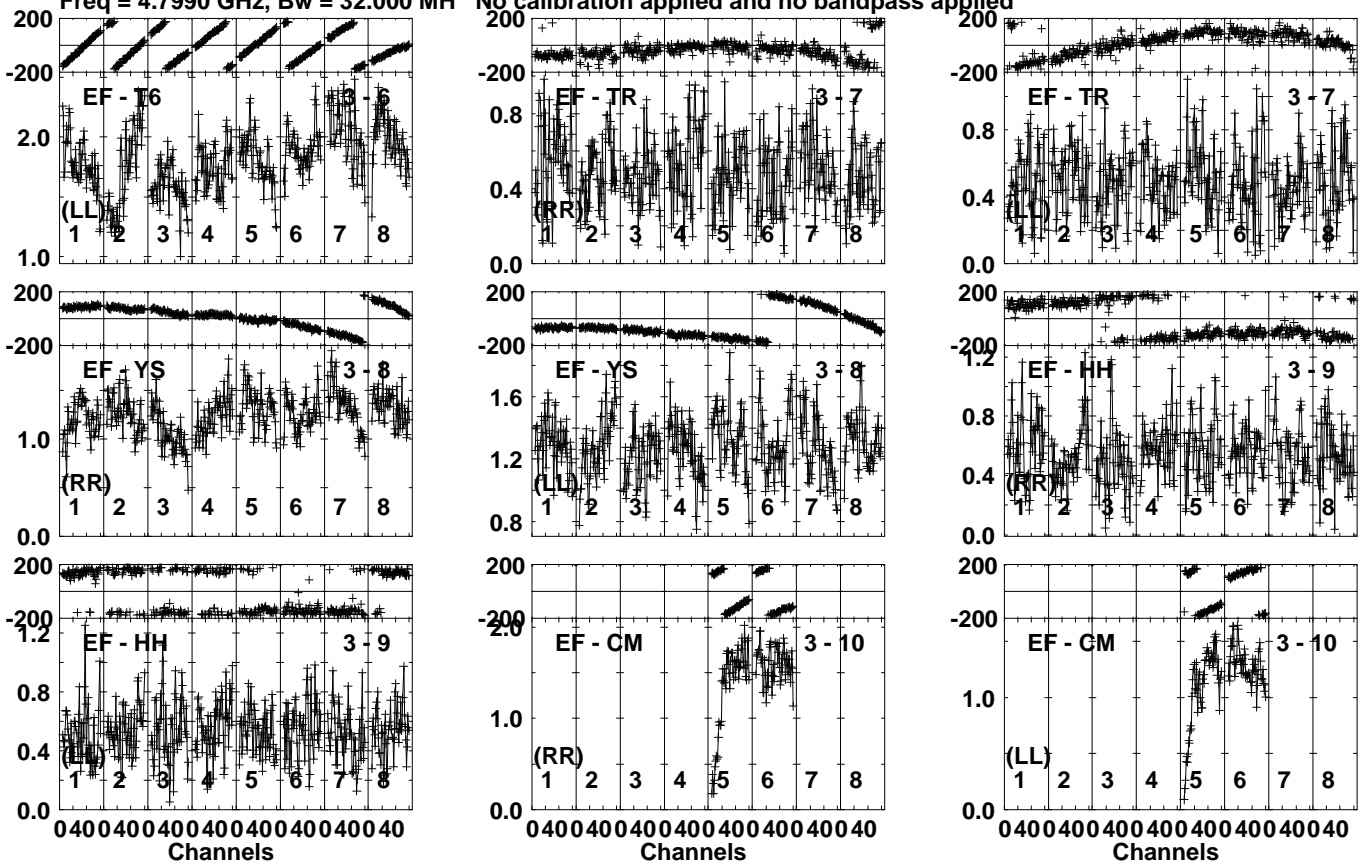 Freq = 4.7990 GHz, Bw = 32.000 MH No calibration applied and no bandpass applied
200
-200
EF - T6 3 - 6
2.0
(LL)
1 2 3 4 5 6 7 8
1.0
200
-200
EF - TR 3 - 7
0.8
0.4
(RR)
1 2 3 4 5 6 7 8
0.0
200
-200
EF - TR 3 - 7
0.8
0.4
(LL)
1 2 3 4 5 6 7 8
0.0
200
-200
EF - YS 3 - 8
1.0
(RR)
1 2 3 4 5 6 7 8
0.0
200
-200
EF - YS 3 - 8
1.6
1.2
(LL)
1 2 3 4 5 6 7 8
0.8
200
-200
1.2
EF - HH 3 - 9
0.8
0.4
(RR)
1 2 3 4 5 6 7 8
0.0
200
-200
1.2
EF - HH 3 - 9
0.8
0.4
(LL)
1 2 3 4 5 6 7 8
0.0
0 40 0 40 0 40 0 40 0 40 0 40 0 40 0 40
Channels
200
-200
2.0
EF - CM 3 - 10
1.0
(RR)
1 2 3 4 5 6 7 8
0.0
0 40 0 40 0 40 0 40 0 40 0 40 0 40 0 40
Channels
200
-200
EF - CM 3 - 10
1.0
(LL)
1 2 3 4 5 6 7 8
0.0
0 40 0 40 0 40 0 40 0 40 0 40 0 40 0 40
Channels